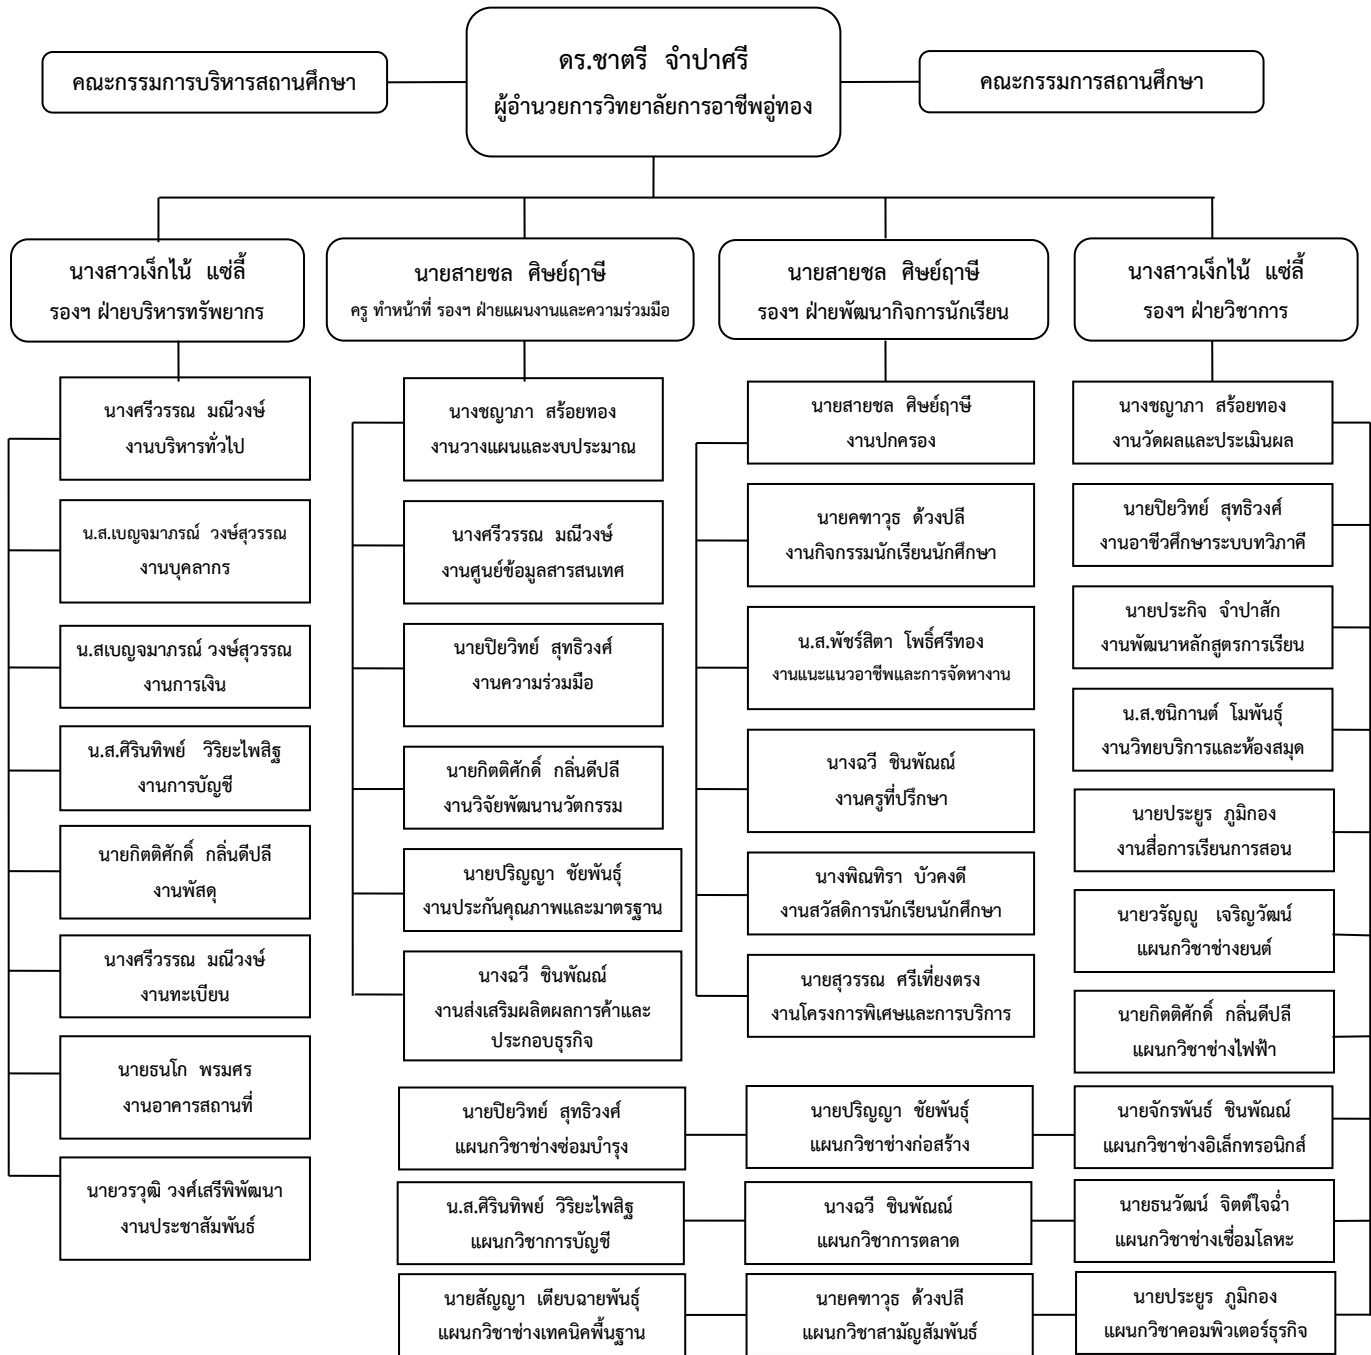 ดร.ชาตรี จำปาศรี
ผู้อำนวยการวิทยาลัยการอาชีพอู่ทอง
คณะกรรมการบริหารสถานศึกษา
คณะกรรมการสถานศึกษา
นางสาวเง็กไน้ แซ่ลี้
รองฯ ฝ่ายบริหารทรัพยากร
นายสายชล ศิษย์ฤาษี
ครู ทำหน้าที่ รองฯ ฝ่ายแผนงานและความร่วมมือ
นายสายชล ศิษย์ฤาษี
รองฯ ฝ่ายพัฒนากิจการนักเรียน
นางสาวเง็กไน้ แซ่ลี้
รองฯ ฝ่ายวิชาการ
นางศรีวรรณ มณีวงษ์
งานบริหารทั่วไป
น.ส.เบญจมาภรณ์ วงษ์สุวรรณ
งานบุคลากร
น.สเบญจมาภรณ์ วงษ์สุวรรณ
งานการเงิน
น.ส.ศิรินทิพย์ วิริยะไพสิฐ
งานการบัญชี
นายกิตติศักดิ์ กลิ่นดีปลี
งานพัสดุ
นางศรีวรรณ มณีวงษ์
งานทะเบียน
นายธนโก พรมศร
งานอาคารสถานที่
นายวรวุฒิ วงศ์เสรีพิพัฒนา
งานประชาสัมพันธ์
นางชญาภา สร้อยทอง
งานวางแผนและงบประมาณ
นางศรีวรรณ มณีวงษ์
งานศูนย์ข้อมูลสารสนเทศ
นายปิยวิทย์ สุทธิวงศ์
งานความร่วมมือ
นายกิตติศักดิ์ กลิ่นดีปลี
งานวิจัยพัฒนานวัตกรรม
นายปริญญา ชัยพันธุ์
งานประกันคุณภาพและมาตรฐาน
นางฉวี ชินพัณณ์
งานส่งเสริมผลิตผลการค้าและ
ประกอบธุรกิจ
นายสายชล ศิษย์ฤาษี
งานปกครอง
นายคฑาวุธ ด้วงปลี
งานกิจกรรมนักเรียนนักศึกษา
น.ส.พัชร์สิตา โพธิ์ศรีทอง
งานแนะแนวอาชีพและการจัดหางาน
นางฉวี ชินพัณณ์
งานครูที่ปรึกษา
นางพิณทิรา บัวคงดี
งานสวัสดิการนักเรียนนักศึกษา
นายสุวรรณ ศรีเที่ยงตรง
งานโครงการพิเศษและการบริการ
นางชญาภา สร้อยทอง
งานวัดผลและประเมินผล
นายปิยวิทย์ สุทธิวงศ์
งานอาชีวศึกษาระบบทวิภาคี
นายประกิจ จำปาสัก
งานพัฒนาหลักสูตรการเรียน
น.ส.ชนิกานต์ โมพันธุ์
งานวิทยบริการและห้องสมุด
นายประยูร ภูมิกอง
งานสื่อการเรียนการสอน
นายวรัญญู เจริญวัฒน์
แผนกวิชาช่างยนต์
นายกิตติศักดิ์ กลิ่นดีปลี
แผนกวิชาช่างไฟฟ้า
นายปิยวิทย์ สุทธิวงศ์
แผนกวิชาช่างซ่อมบำรุง
นายปริญญา ชัยพันธุ์
แผนกวิชาช่างก่อสร้าง
นายจักรพันธ์ ชินพัณณ์
แผนกวิชาช่างอิเล็กทรอนิกส์
น.ส.ศิรินทิพย์ วิริยะไพสิฐ
แผนกวิชาการบัญชี
นางฉวี ชินพัณณ์
แผนกวิชาการตลาด
นายธนวัฒน์ จิตต์ใจฉ่ำ
แผนกวิชาช่างเชื่อมโลหะ
นายสัญญา เตียบฉายพันธุ์
แผนกวิชาช่างเทคนิคพื้นฐาน
นายคฑาวุธ ด้วงปลี
แผนกวิชาสามัญสัมพันธ์
นายประยูร ภูมิกอง
แผนกวิชาคอมพิวเตอร์ธุรกิจ